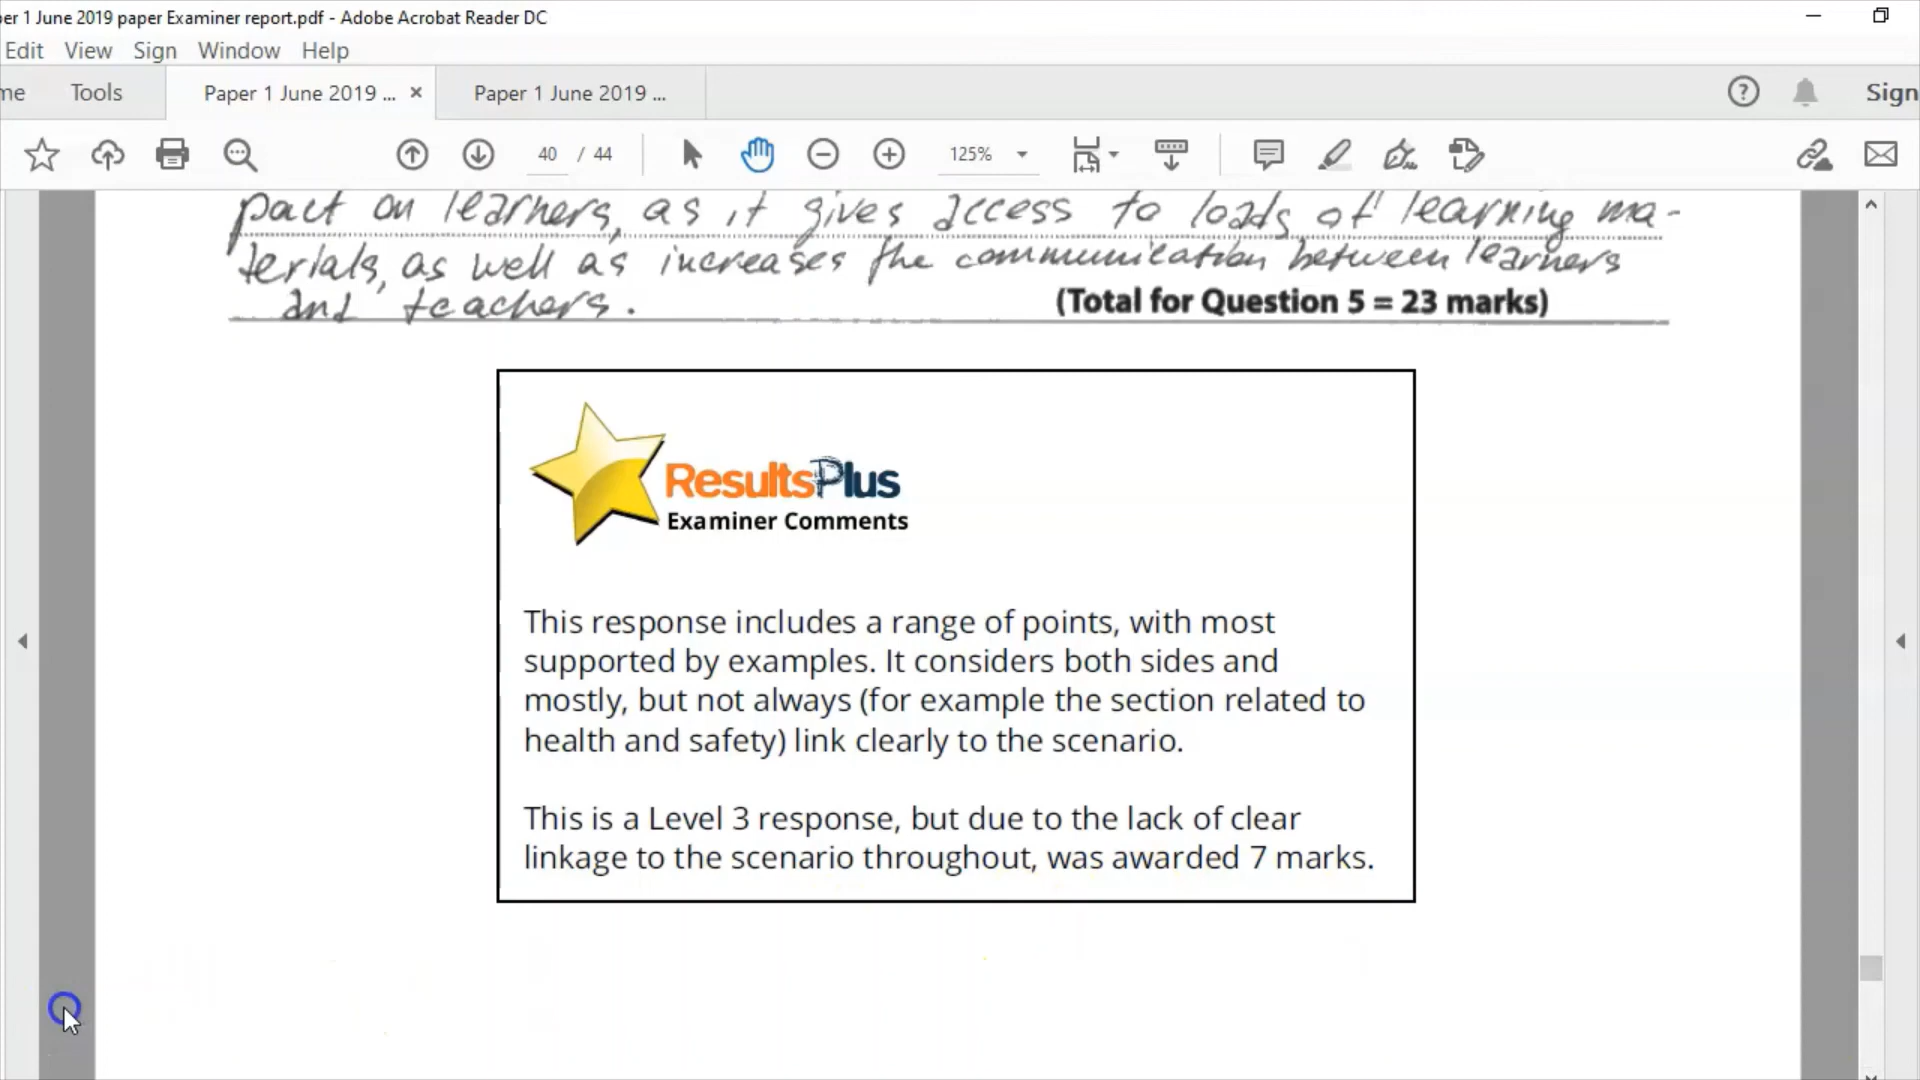 er 1 June 2019 paper Examiner report.pdf - Adobe Acrobat Reader DC
Edit View Sign Window Help
me Tools Paper 1 June 2019 ... × Paper 1 June 2019 ... Sign
40 / 44 125%
pact on learners, as it gives access to loads of learning ma-
terials, as well as increases the communication between learners
and teachers.
(Total for Question 5 = 23 marks)
ResultsPlus
Examiner Comments
This response includes a range of points, with most
supported by examples. It considers both sides and
mostly, but not always (for example the section related to
health and safety) link clearly to the scenario.
This is a Level 3 response, but due to the lack of clear
linkage to the scenario throughout, was awarded 7 marks.